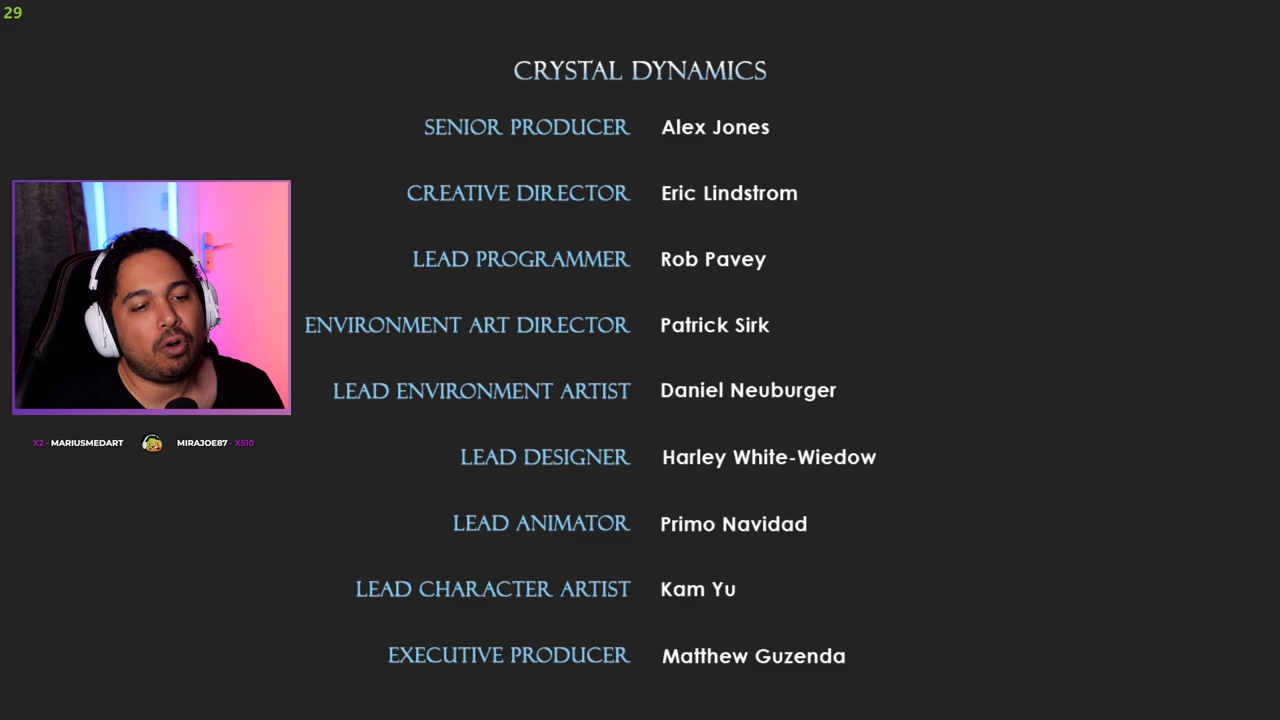 29
CRYSTAL DYNAMICS
SENIOR PRODUCER Alex Jones
CREATIVE DIRECTOR Eric Lindstrom
LEAD PROGRAMMER Rob Pavey
ENVIRONMENT ART DIRECTOR Patrick Sirk
LEAD ENVIRONMENT ARTIST Daniel Neuburger
X2 - MARIUSMEDART MIRAJOE87 - X510
LEAD DESIGNER Harley White-Wiedow
LEAD ANIMATOR Primo Navidad
LEAD CHARACTER ARTIST Kam Yu
EXECUTIVE PRODUCER Matthew Guzenda